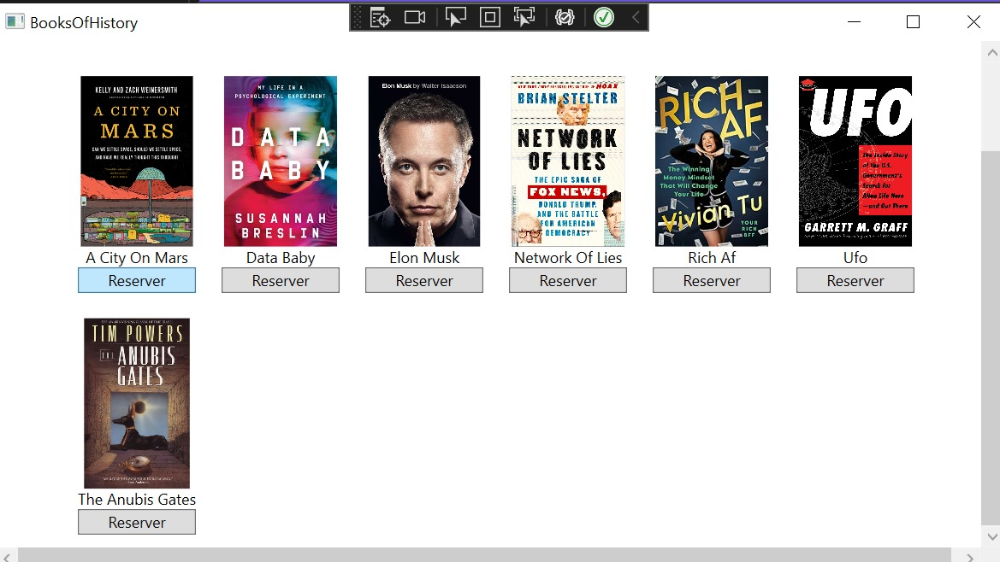 BooksOfHistory
KELLY AND ZACH WEINERSMITH
A CITY ON
MARS
CAN WE SETTLE SPACE, SHOULD WE SETTLE SPACE,
AND HAVE WE REALLY THOUGHT THIS THROUGH?
MY LIFE IN A
PSYCHOLOGICAL EXPERIMENT
DATA
BABY
SUSANNAH
BRESLIN
Elon Musk by Walter Isaacson
HOAX
BRIAN STELTER
NETWORK
OF LIES
THE EPIC SAGA OF
FOX NEWS,
DONALD TRUMP,
AND THE BATTLE
FOR AMERICAN
DEMOCRACY
RICH
AF
The Winning
Money Mindset
That Will Change
Your Life
Vivian Tu
YOUR
RICH
BFF
UFO
The Inside Story
of the U.S.
Government's
Search for
Alien Life Here
—and Out There
GARRETT M. GRAFF
A City On Mars
Data Baby
Elon Musk
Network Of Lies
Rich Af
Ufo
Reserver
Reserver
Reserver
Reserver
Reserver
Reserver
TIM POWERS
THE ANUBIS
GATES
The Anubis Gates
Reserver